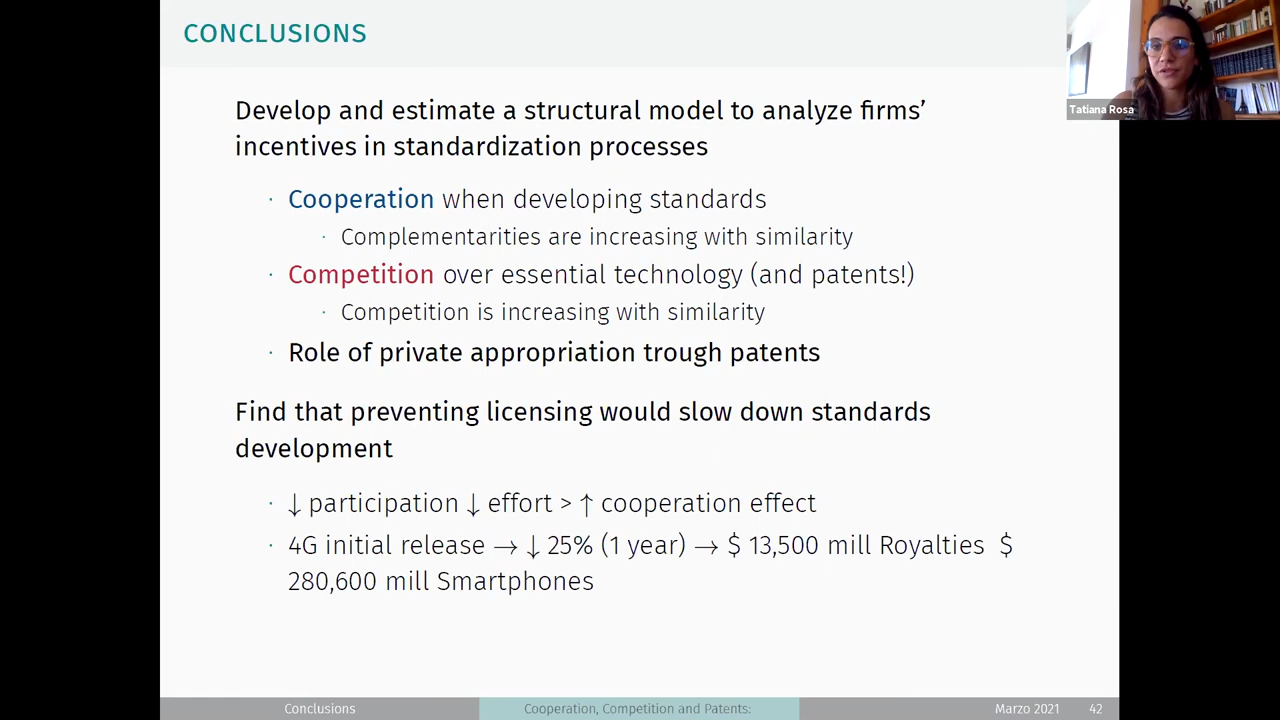 CONCLUSIONS
Tatiana Rosa
Develop and estimate a structural model to analyze firms’
incentives in standardization processes
· Cooperation when developing standards
· Complementarities are increasing with similarity
· Competition over essential technology (and patents!)
· Competition is increasing with similarity
· Role of private appropriation trough patents
Find that preventing licensing would slow down standards
development
· ↓ participation ↓ effort > ↑ cooperation effect
· 4G initial release → ↓ 25% (1 year) → $ 13,500 mill Royalties $
280,600 mill Smartphones
Conclusions
Cooperation, Competition and Patents:
Marzo 2021 42